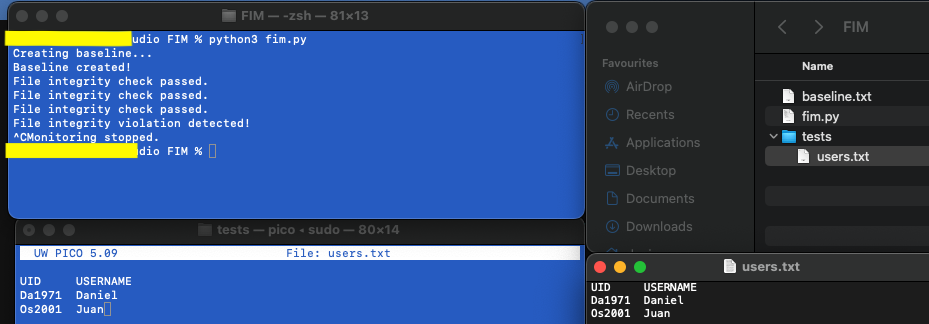 FIM — -zsh — 81×13
udio FIM % python3 fim.py
Creating baseline...
Baseline created!
File integrity check passed.
File integrity check passed.
File integrity check passed.
File integrity violation detected!
^CMonitoring stopped.
dio FIM %
tests — pico • sudo — 80×14
UW PICO 5.09 File: users.txt
UID USERNAME
Da1971 Daniel
Os2001 Juan
FIM
Favourites
AirDrop
Recents
Applications
Desktop
Documents
Downloads
Name
baseline.txt
fim.py
tests
users.txt
users.txt
UID USERNAME
Da1971 Daniel
Os2001 Juan